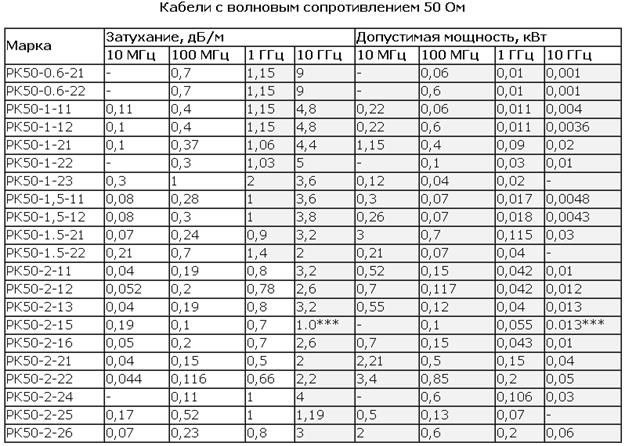 Кабели с волновым сопротивлением 50 Ом
Марка Затухание, дБ/м Допустимая мощность, кВт
10 МГц 100 МГц 1 ГГц 10 ГГц 10 МГц 100 МГц 1 ГГц 10 ГГц
РК50-0.6-21 - 0,7 1,15 9 - 0,06 0,01 0,001
РК50-0.6-22 - 0,7 1,15 9 - 0,6 0,01 0,001
РК50-1-11 0,11 0,4 1,15 4,8 0,22 0,06 0,011 0,004
РК50-1-12 0,1 0,4 1,15 4,8 0,22 0,6 0,011 0,0036
РК50-1-21 0,1 0,37 1,06 4,4 1,15 0,4 0,09 0,02
РК50-1-22 - 0,3 1,03 5 - 0,1 0,03 0,01
РК50-1-23 0,3 1 2 3,6 0,12 0,04 0,02 -
РК50-1,5-11 0,08 0,28 1 3,6 0,3 0,07 0,017 0,0048
РК50-1,5-12 0,08 0,3 1 3,8 0,26 0,07 0,018 0,0043
РК50-1.5-21 0,07 0,24 0,9 3,2 3 0,7 0,115 0,03
РК50-1.5-22 0,21 0,7 1,4 2 0,21 0,07 0,04 -
РК50-2-11 0,04 0,19 0,8 3,2 0,52 0,15 0,042 0,01
РК50-2-12 0,052 0,2 0,78 2,6 0,7 0,117 0,042 0,012
РК50-2-13 0,04 0,19 0,8 3,2 0,55 0,12 0,04 0,013
РК50-2-15 0,19 0,1 0,7 1.0*** - 0,1 0,055 0.013***
РК50-2-16 0,05 0,2 0,7 2,6 0,7 0,15 0,043 0,01
РК50-2-21 0,04 0,15 0,5 2 2,21 0,5 0,15 0,04
РК50-2-22 0,044 0,116 0,66 2,2 3,4 0,85 0,2 0,05
РК50-2-24 - 0,11 1 4 - 0,6 0,106 0,03
РК50-2-25 0,17 0,52 1 1,19 0,5 0,13 0,07 -
РК50-2-26 0,07 0,23 0,8 3 2 0,6 0,2 0,06